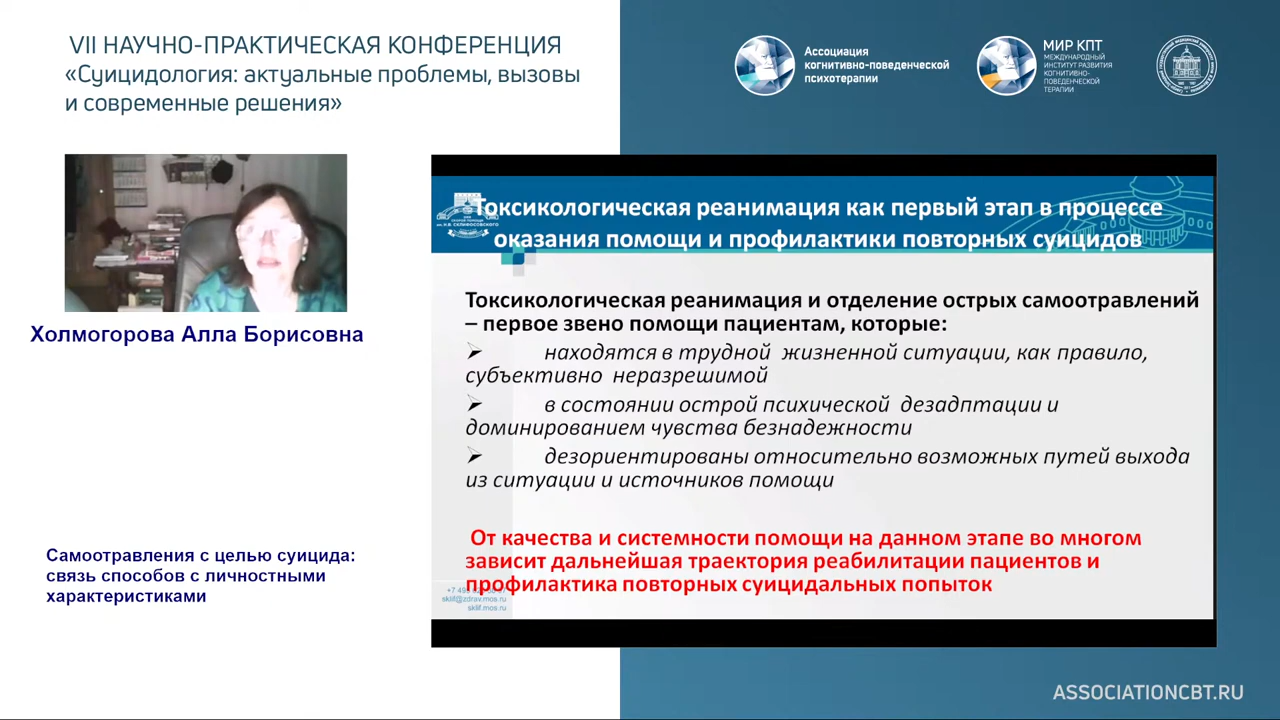 VII НАУЧНО-ПРАКТИЧЕСКАЯ КОНФЕРЕНЦИЯ
«Суицидология: актуальные проблемы, вызовы
и современные решения»
Ассоциация
когнитивно-поведенческой
психотерапии
МИР КПТ
МЕЖДУНАРОДНЫЙ
ИНСТИТУТ РАЗВИТИЯ
КОГНИТИВНО-
ПОВЕДЕНЧЕСКОЙ
ТЕРАПИИ
Холмогорова Алла Борисовна
Самоотравления с целью суицида:
связь способов с личностными
характеристиками
Токсикологическая реанимация как первый этап в процессе
оказания помощи и профилактики повторных суицидов
им. Н.В. СКЛИФОСОВСКОГО
Токсикологическая реанимация и отделение острых самоотравлений
– первое звено помощи пациентам, которые:
➢ находятся в трудной жизненной ситуации, как правило,
субъективно неразрешимой
➢ в состоянии острой психической дезадптации и
доминированием чувства безнадежности
➢ дезориентированы относительно возможных путей выхода
из ситуации и источников помощи
От качества и системности помощи на данном этапе во многом
зависит дальнейшая траектория реабилитации пациентов и
профилактика повторных суицидальных попыток
sklif@zdrav.mos.ru
sklif.mos.ru
ASSOCIATIONCBT.RU